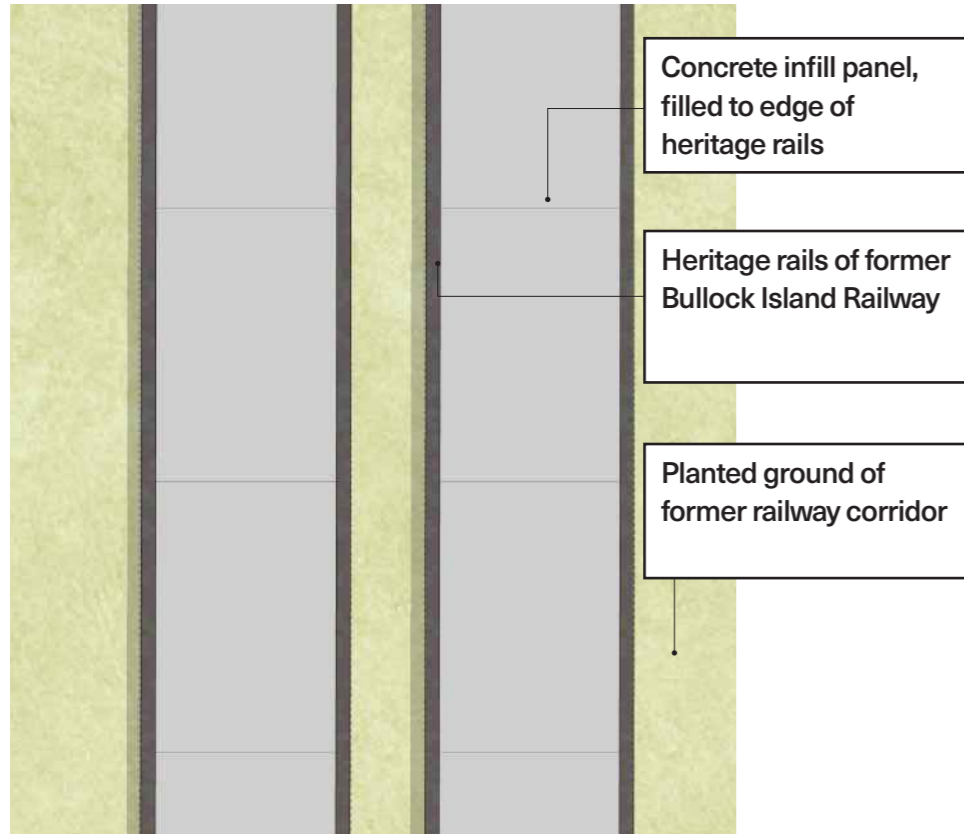 Concrete infill panel,
filled to edge of
heritage rails
Heritage rails of former
Bullock Island Railway
Planted ground of
former railway corridor